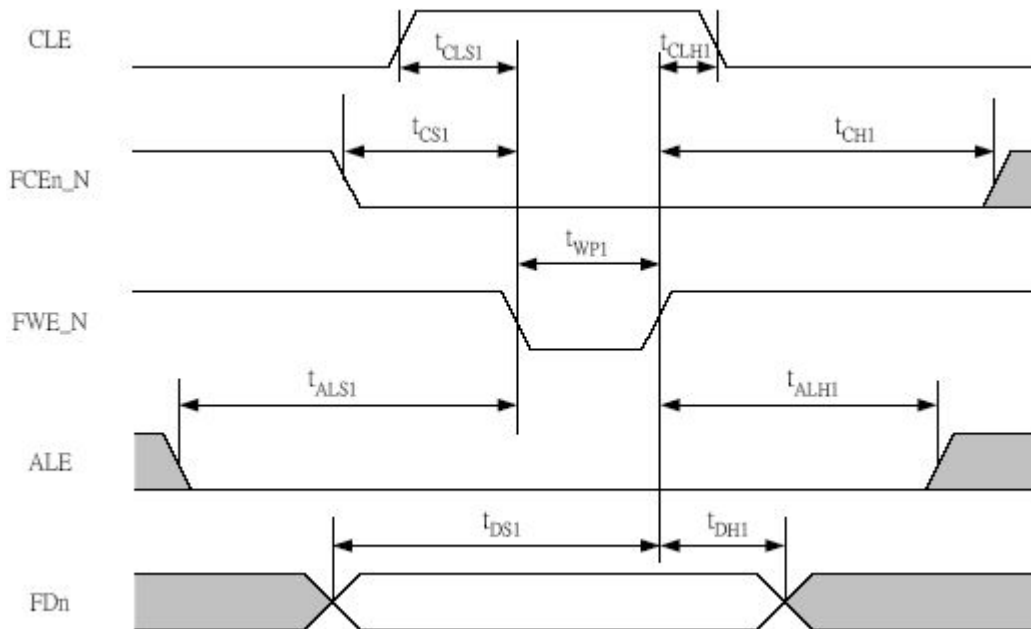 CLE
tCLS1
tCLH1
tCS1
tCH1
FCEn_N
tWP1
FWE_N
tALS1
tALH1
ALE
tDS1
tDH1
FDn